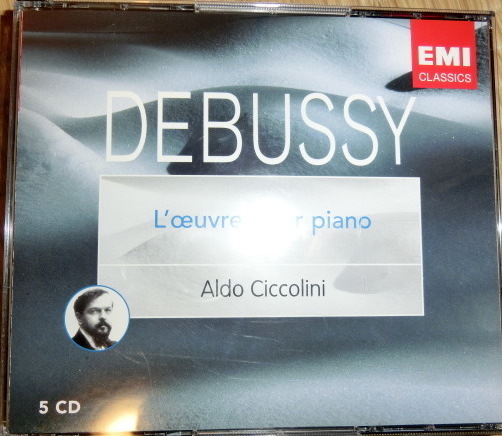 EMI
CLASSICS
DEBUSSY
L'œuvre piano
Aldo Ciccolini
5 CD